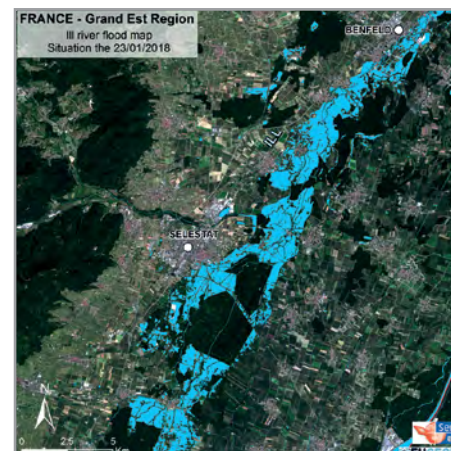 FRANCE - Grand Est Region
Ill river flood map
Situation the 23/01/2018
BENFELD
ILL
SELESTAT
N
0 2.5 5